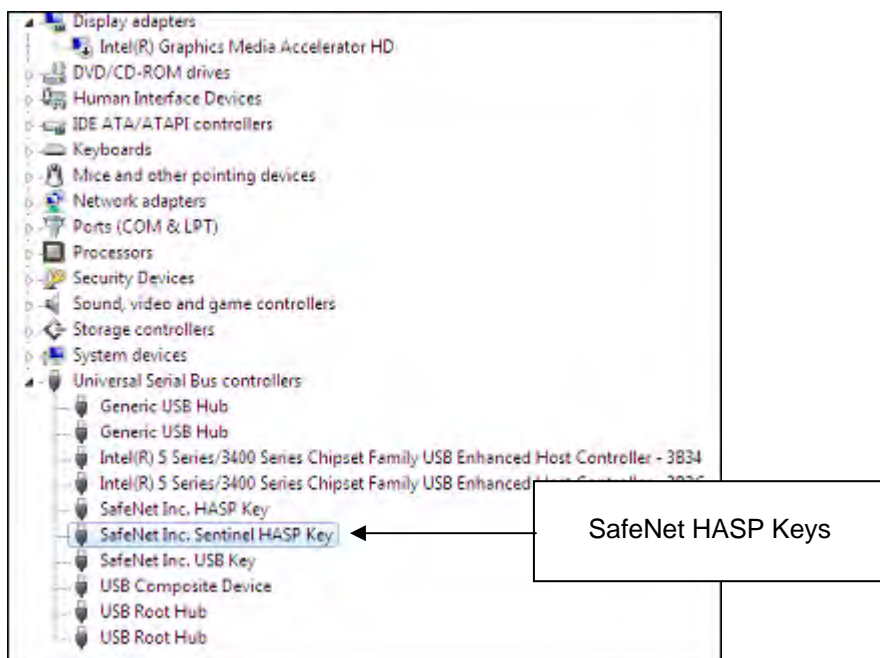 Display adapters
Intel(R) Graphics Media Accelerator HD
DVD/CD-ROM drives
Human Interface Devices
IDE ATA/ATAPI controllers
Keyboards
Mice and other pointing devices
Network adapters
Ports (COM & LPT)
Processors
Security Devices
Sound, video and game controllers
Storage controllers
System devices
Universal Serial Bus controllers
Generic USB Hub
Generic USB Hub
Intel(R) 5 Series/3400 Series Chipset Family USB Enhanced Host Controller - 3B34
Intel(R) 5 Series/3400 Series Chipset Family USB Enhanced
SafeNet Inc. HASP Key
SafeNet Inc. Sentinel HASP Key
SafeNet HASP Keys
SafeNet Inc. USB Key
USB Composite Device
USB Root Hub
USB Root Hub